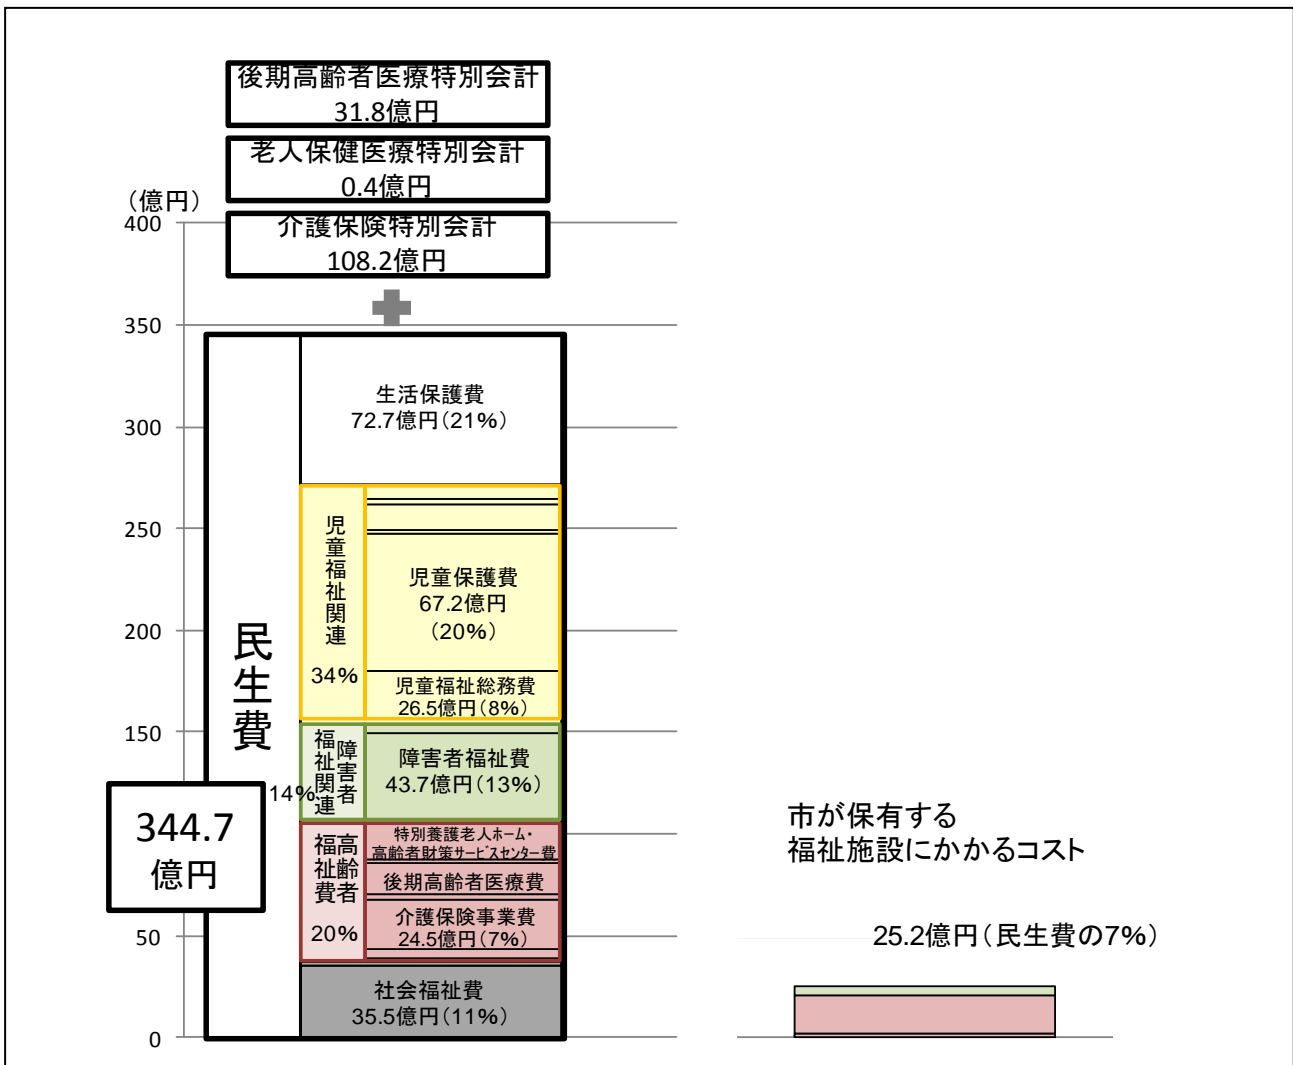 後期高齢者医療特別会計
31.8億円
老人保健医療特別会計
0.4億円
介護保険特別会計
108.2億円
（億円）
400
350
300
250
200
150
50
0
民生費
344.7
億円
生活保護費
72.7億円（21%）
児童福祉関連
34%
児童保護費
67.2億円
（20%）
児童福祉総務費
26.5億円（8%）
障害者
福祉関連
14%
障害者福祉費
43.7億円（13%）
高齢者
福祉費
20%
特別養護老人ホーム・
高齢者財策サービスセンター費
後期高齢者医療費
介護保険事業費
24.5億円（7%）
社会福祉費
35.5億円（11%）
市が保有する
福祉施設にかかるコスト
25.2億円（民生費の7%）